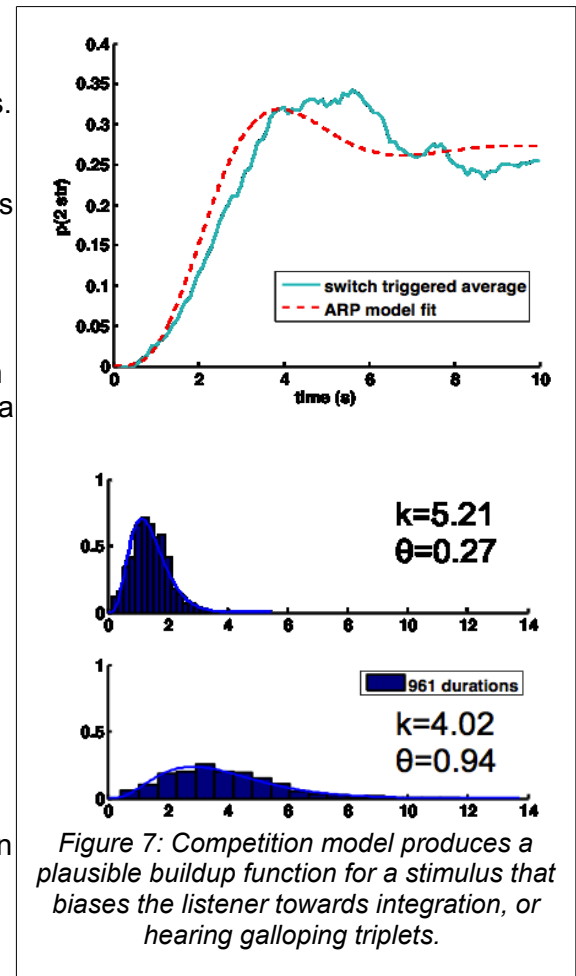 s.
s
n
a
n
0.4
0.35
0.3
0.25
0.2
0.15
0.1
0.05
0
p(2 str)
switch triggered average
ARP model fit
0 2 4 6 8 10
time (s)
1
0.5
0
k=5.21
θ=0.27
0 2 4 6 8 10 12 14
1
0.5
0
961 durations
k=4.02
θ=0.94
0 2 4 6 8 10 12 14
Figure 7: Competition model produces a
plausible buildup function for a stimulus that
biases the listener towards integration, or
hearing galloping triplets.